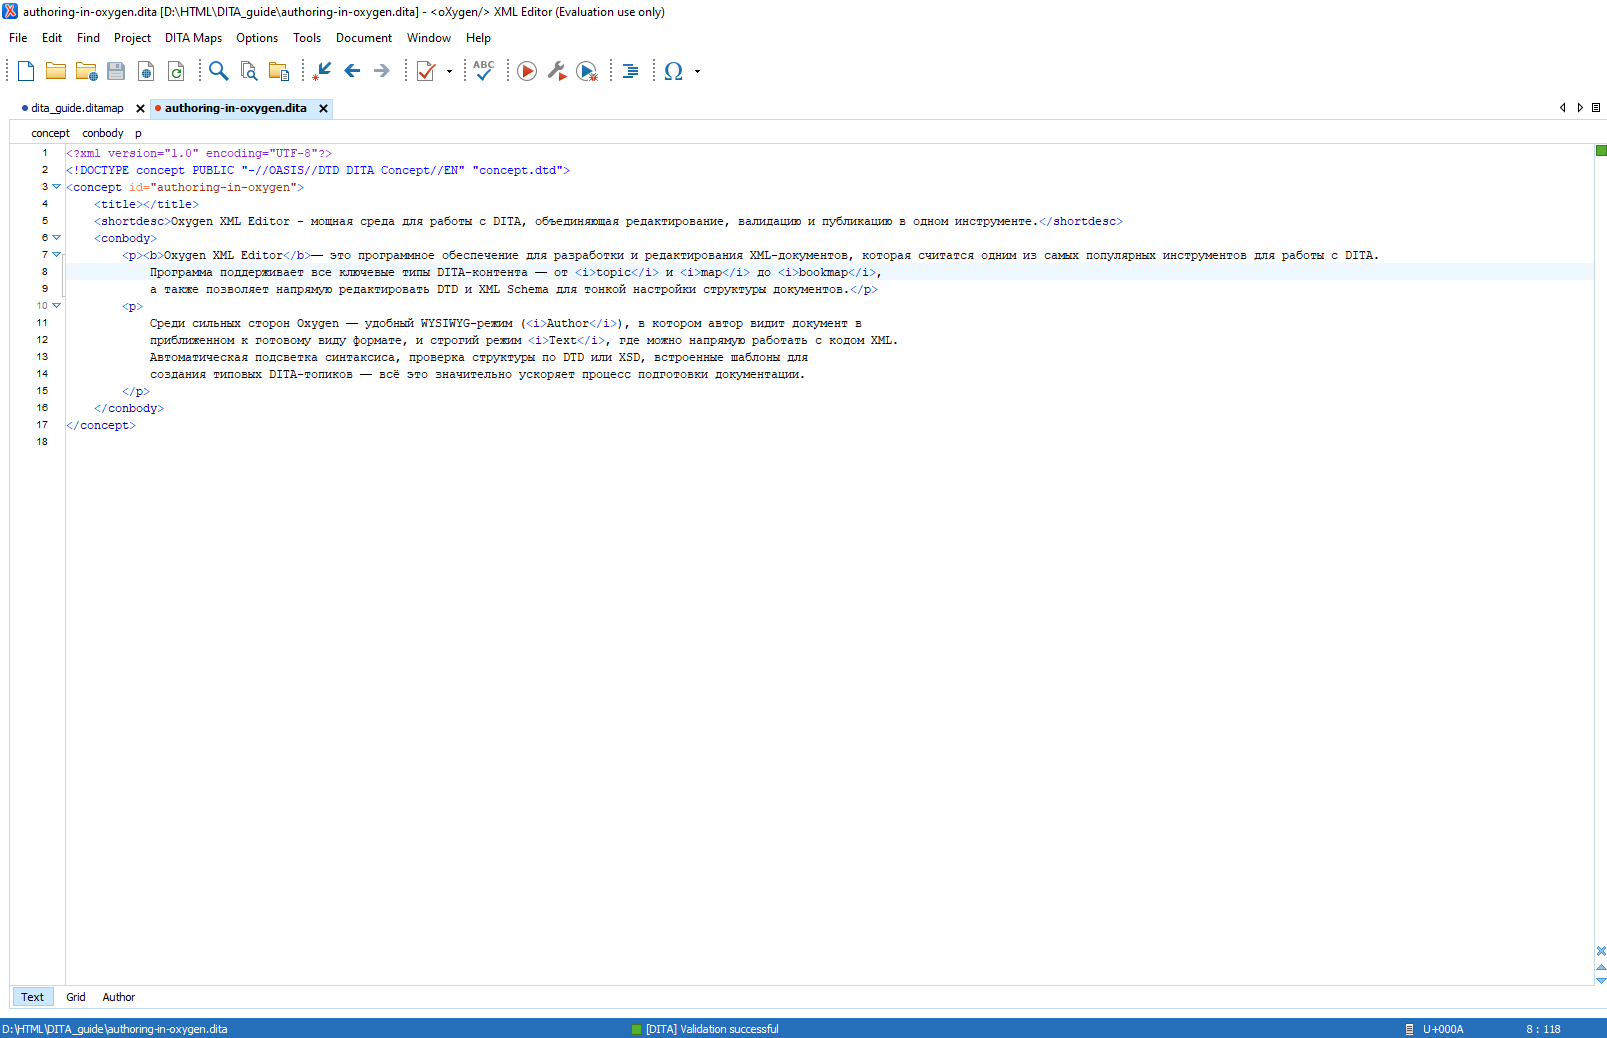 authoring-in-oxygen.dita [D:\HTML\DITA_guide\authoring-in-oxygen.dita] - <oXygen/> XML Editor (Evaluation use only)
File Edit Find Project DITA Maps Options Tools Document Window Help
ABC
dita_guide.ditamap authoring-in-oxygen.dita
concept conbody p
1 <?xml version="1.0" encoding="UTF-8"?>
2 <!DOCTYPE concept PUBLIC "-//OASIS//DTD DITA Concept//EN" "concept.dtd">
3 <concept id="authoring-in-oxygen">
4 <title></title>
5 <shortdesc>Oxygen XML Editor - мощная среда для работы с DITA, объединяющая редактирование, валидацию и публикацию в одном инструменте.</shortdesc>
6 <conbody>
7 <p><b>Oxygen XML Editor</b>— это программное обеспечение для разработки и редактирования XML-документов, которая считатся одним из самых популярных инструментов для работы с DITA.
8 Программа поддерживает все ключевые типы DITA-контента — от <i>topic</i> и <i>map</i> до <i>bookmap</i>,
9 а также позволяет напрямую редактировать DTD и XML Schema для тонкой настройки структуры документов.</p>
10 <p>
11 Среди сильных сторон Oxygen — удобный WYSIWYG-режим (<i>Author</i>), в котором автор видит документ в
12 приближенном к готовому виду формате, и строгий режим <i>Text</i>, где можно напрямую работать с кодом XML.
13 Автоматическая подсветка синтаксиса, проверка структуры по DTD или XSD, встроенные шаблоны для
14 создания типовых DITA-топиков — всё это значительно ускоряет процесс подготовки документации.
15 </p>
16 </conbody>
17 </concept>
18
Text Grid Author
D:\HTML\DITA_guide\authoring-in-oxygen.dita [DITA] Validation successful U+000A 8 : 118